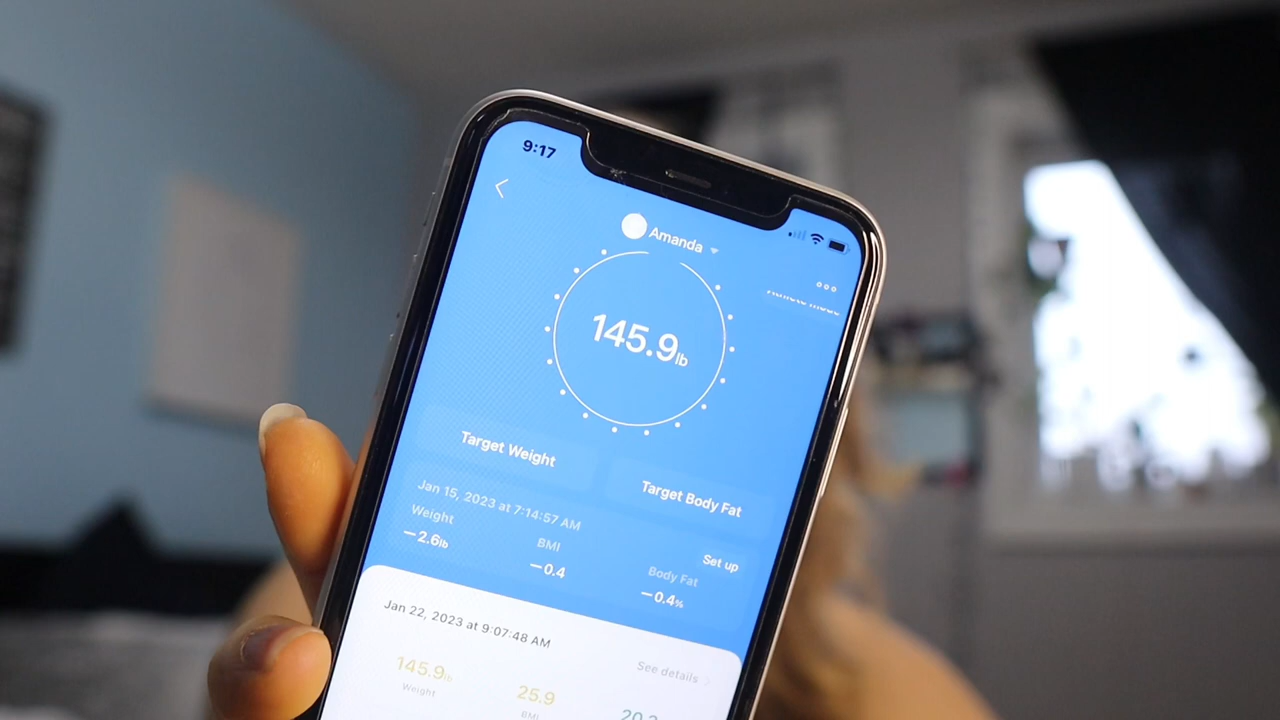 9:17
Amanda
145.9lb
Target Weight
Target Body Fat
Jan 15, 2023 at 7:14:57 AM
Set up
Weight
BMI
Body Fat
−2.6lb
−0.4
−0.4%
Jan 22, 2023 at 9:07:48 AM
See details
145.9lb
25.9
Weight
BMI